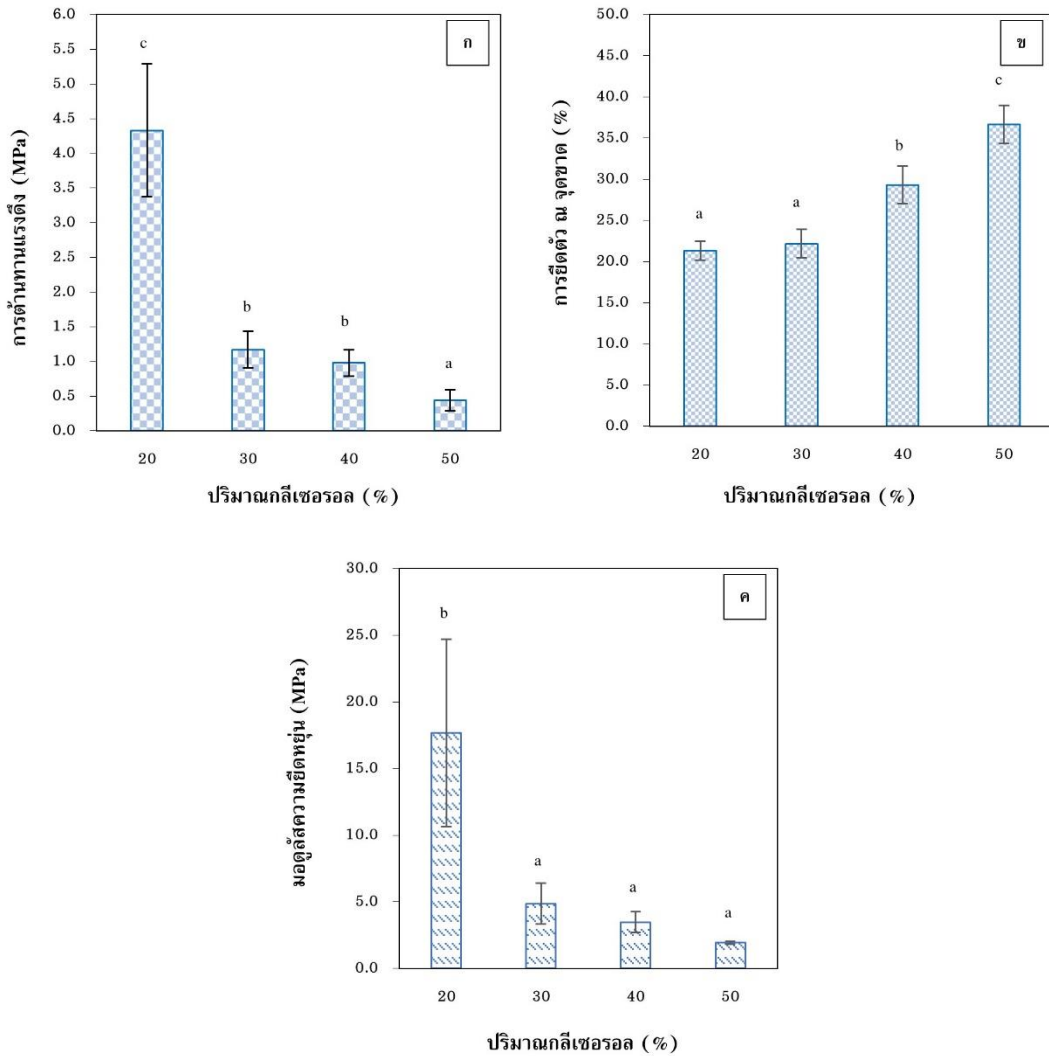 6.0
5.5
5.0
4.5
4.0
3.5
3.0
2.5
2.0
1.5
1.0
0.5
0.0
การต้านทานแรงดึง (MPa)
ก
c
b
b
a
20 30 40 50
ปริมาณกลีเซอรอล (%)
50.0
45.0
40.0
35.0
30.0
25.0
20.0
15.0
10.0
5.0
0.0
การยืดตัว ณ จุดขาด (%)
ข
a
a
b
c
20 30 40 50
ปริมาณกลีเซอรอล (%)
30.0
25.0
20.0
15.0
10.0
5.0
0.0
มอดูลัสความยืดหยุ่น (MPa)
ค
b
a
a
a
20 30 40 50
ปริมาณกลีเซอรอล (%)